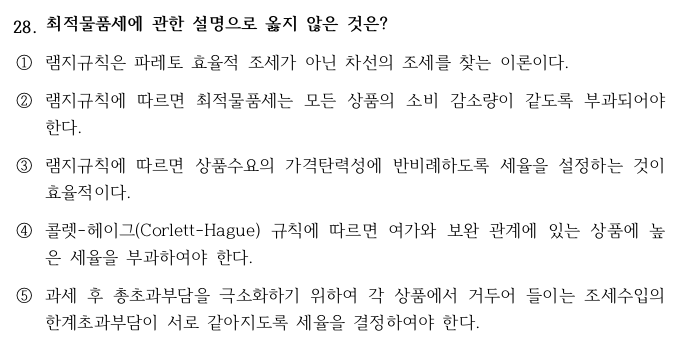 28. 최적물품세에 관한 설명으로 옳지 않은 것은?
① 램지규칙은 파레토 효율적 조세가 아닌 차선의 조세를 찾는 이론이다.
② 램지규칙에 따르면 최적물품세는 모든 상품의 소비 감소량이 같도록 부과되어야
한다.
③ 램지규칙에 따르면 상품수요의 가격탄력성에 반비례하도록 세율을 설정하는 것이
효율적이다.
④ 콜렛-헤이그(Corlett-Hague) 규칙에 따르면 여가와 보완 관계에 있는 상품에 높
은 세율을 부과하여야 한다.
⑤ 과세 후 총초과부담을 극소화하기 위하여 각 상품에서 거두어 들이는 조세수입의
한계초과부담이 서로 같아지도록 세율을 결정하여야 한다.